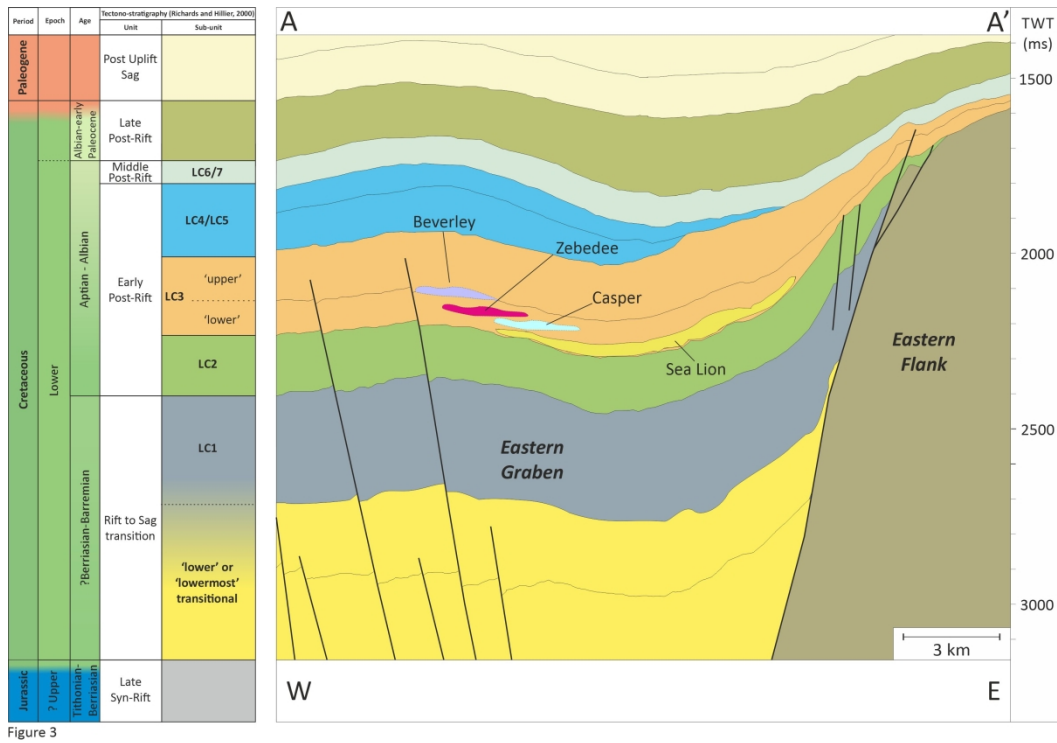 Tectono-stratigraphy (Richards and Hillier, 2000)
Period
Epoch
Age
Unit
Sub-unit
Paleogene
Cretaceous
Jurassic
Lower
? Upper
Albian-early
Paleocene
Aptian - Albian
?Berriasian-Barremian
Tithonian-
Berriasian
Post Uplift
Sag
Late
Post-Rift
Middle
Post-Rift
Early
Post-Rift
Rift to Sag
transition
Late
Syn-Rift
LC6/7
LC4/LC5
LC3
'upper'
'lower'
LC2
LC1
'lower' or
'lowermost'
transitional
A
A'
TWT
(ms)
1500
2000
2500
3000
Beverley
Zebedee
Casper
Sea Lion
Eastern
Graben
Eastern
Flank
3 km
W
E
Figure 3